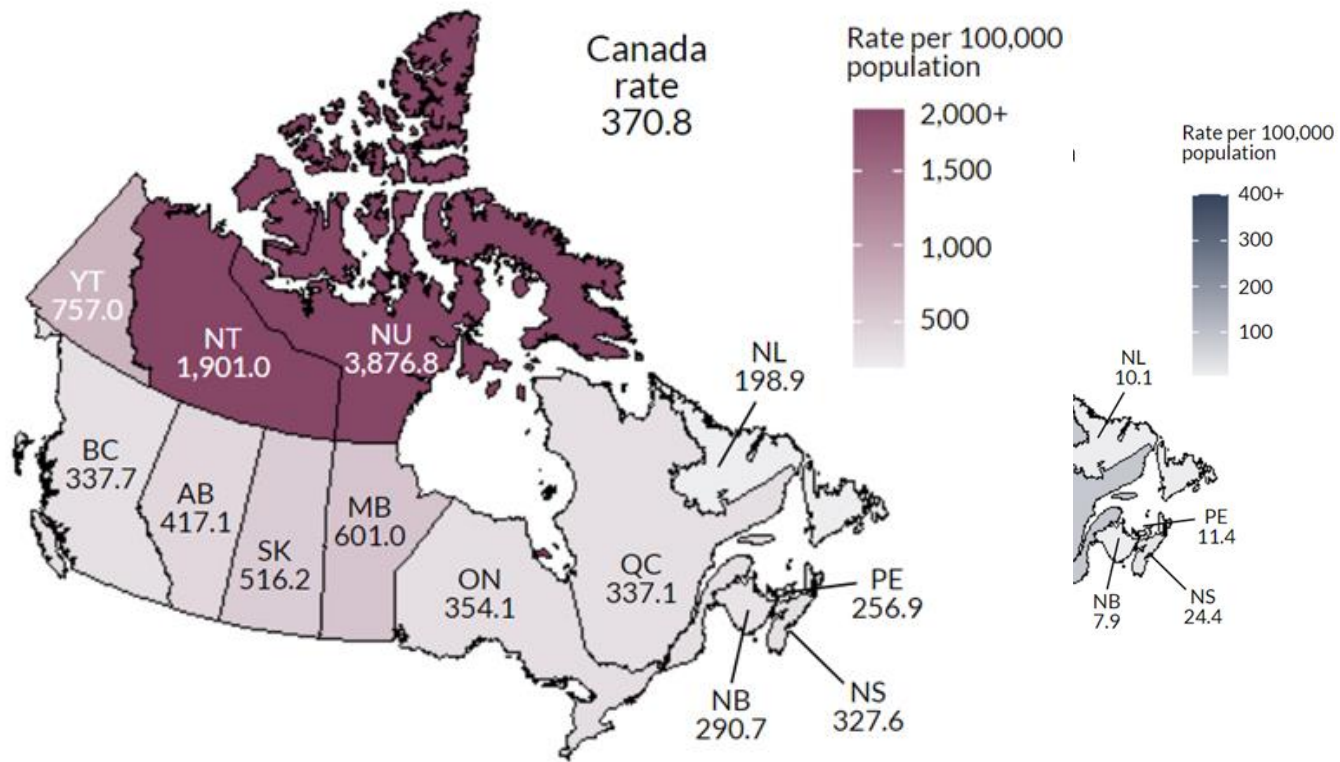 Canada
rate
370.8
Rate per 100,000
population
2,000+
1,500
1,000
500
YT
757.0
NT
1,901.0
NU
3,876.8
NL
198.9
BC
337.7
AB
417.1
SK
516.2
MB
601.0
ON
354.1
QC
337.1
PE
256.9
NB
290.7
NS
327.6
Rate per 100,000
population
400+
300
200
100
NL
10.1
PE
11.4
NB
7.9
NS
24.4